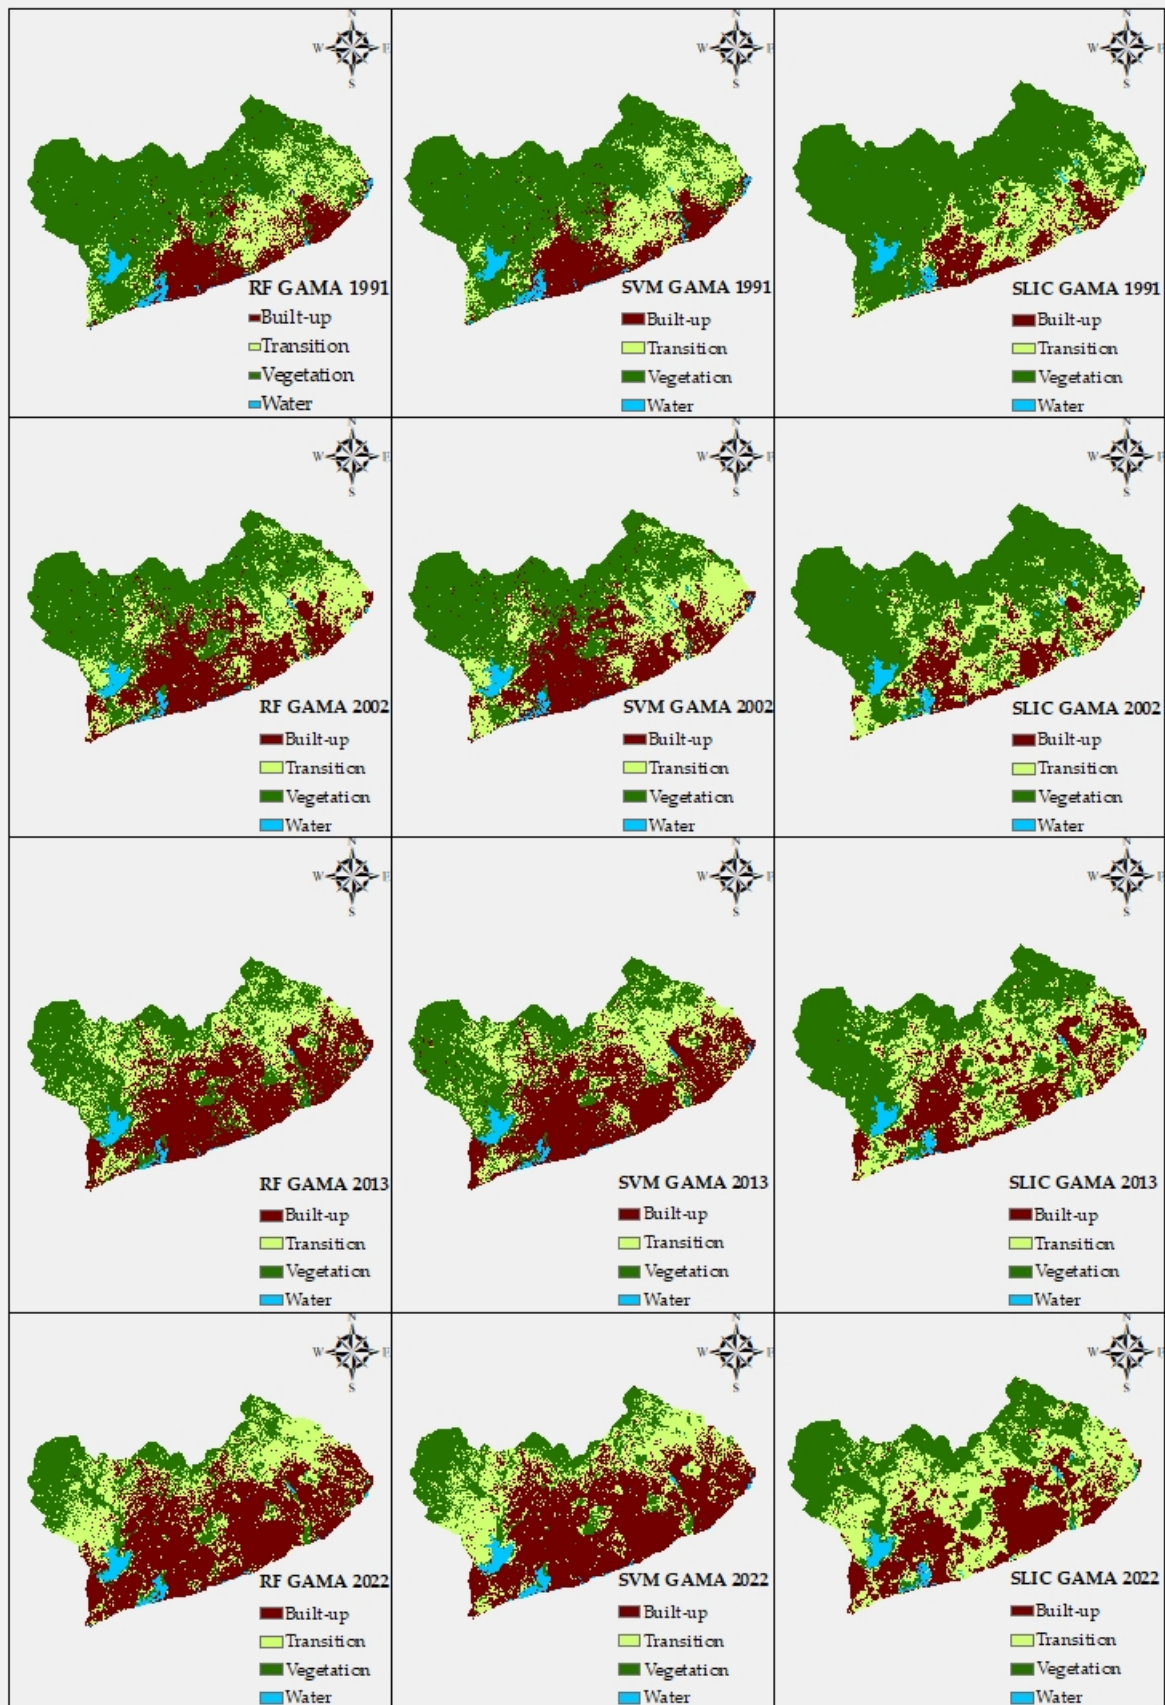 N
W E
S
RF GAMA 1991
Built-up
Transition
Vegetation
Water
N
W E
S
SVM GAMA 1991
Built-up
Transition
Vegetation
Water
N
W E
S
SLIC GAMA 1991
Built-up
Transition
Vegetation
Water
N
W E
S
RF GAMA 2002
Built-up
Transition
Vegetation
Water
N
W E
S
SVM GAMA 2002
Built-up
Transition
Vegetation
Water
N
W E
S
SLIC GAMA 2002
Built-up
Transition
Vegetation
Water
N
W E
S
RF GAMA 2013
Built-up
Transition
Vegetation
Water
N
W E
S
SVM GAMA 2013
Built-up
Transition
Vegetation
Water
N
W E
S
SLIC GAMA 2013
Built-up
Transition
Vegetation
Water
N
W E
S
RF GAMA 2022
Built-up
Transition
Vegetation
Water
N
W E
S
SVM GAMA 2022
Built-up
Transition
Vegetation
Water
N
W E
S
SLIC GAMA 2022
Built-up
Transition
Vegetation
Water